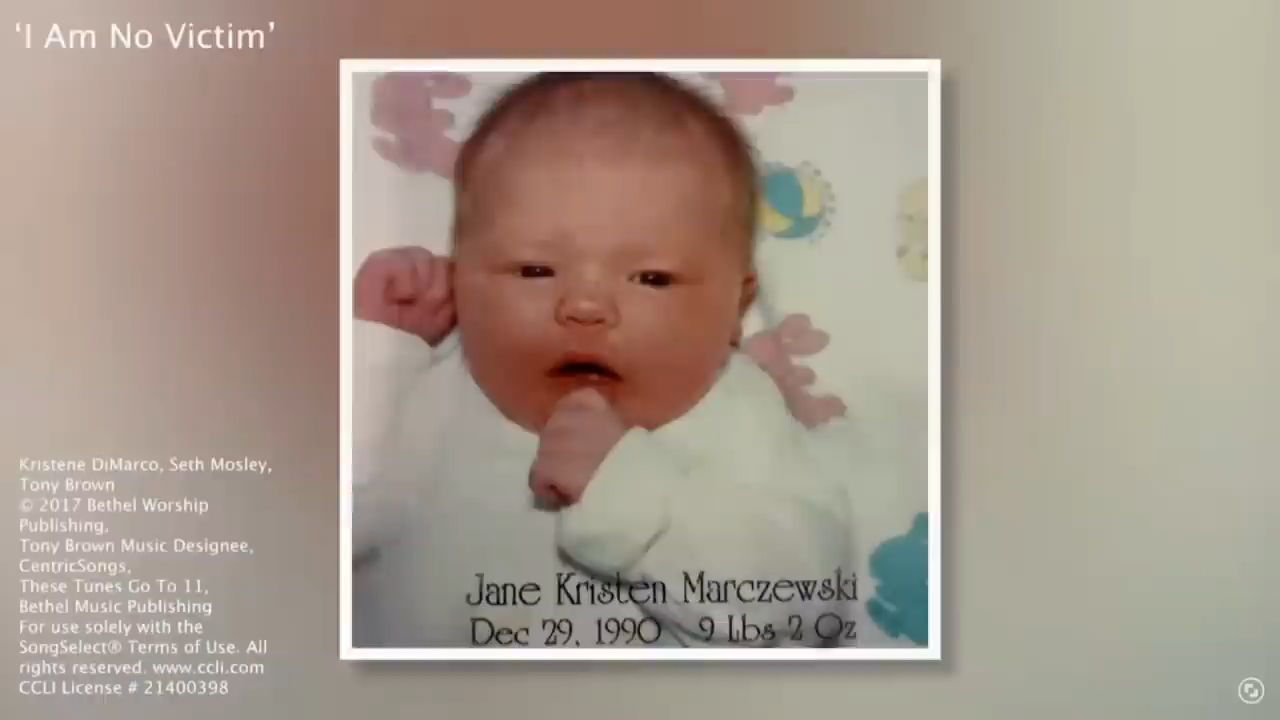 ‘I Am No Victim’
Jane Kristen Marczewski
Dec 29, 1990 9 Lbs 2 Oz
Kristene DiMarco, Seth Mosley,
Tony Brown
© 2017 Bethel Worship
Publishing,
Tony Brown Music Designee,
CentricSongs,
These Tunes Go To 11,
Bethel Music Publishing
For use solely with the
SongSelect® Terms of Use. All
rights reserved. www.ccli.com
CCLI License # 21400398